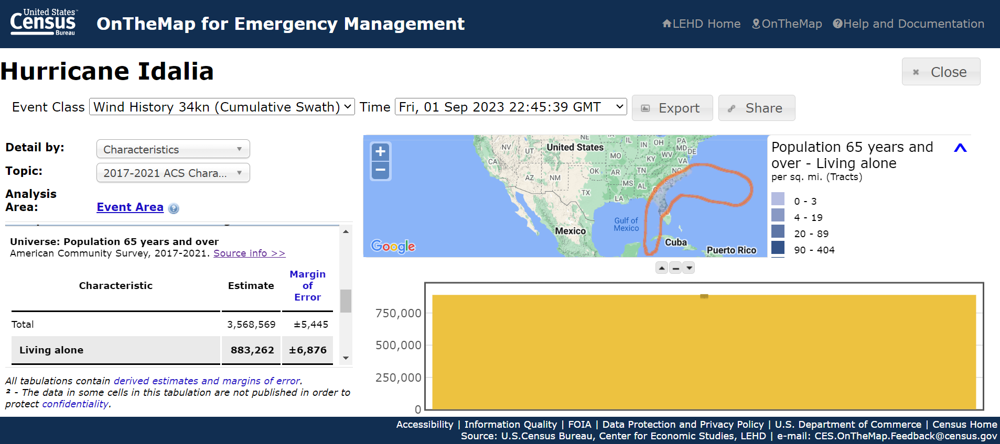 United States™
Census
Bureau
OnTheMap for Emergency Management
LEHD Home OnTheMap Help and Documentation
Hurricane Idalia
Close
Event Class Wind History 34kn (Cumulative Swath) Time Fri, 01 Sep 2023 22:45:39 GMT Export Share
Detail by: Characteristics
Topic: 2017-2021 ACS Chara...
Analysis
Area: Event Area ?
Universe: Population 65 years and over
American Community Survey, 2017-2021. Source info >>
Characteristic Estimate Margin of Error
Total 3,568,569 ±5,445
Living alone 883,262 ±6,876
All tabulations contain derived estimates and margins of error.
² - The data in some cells in this tabulation are not published in order to
protect confidentiality.
+
−
NE IA IL IN OH PA
NV UT United States MO KY WV MD DE
CA VA
AZ NM OK AR TN NC
MS AL GA SC
TX LA
Gulf of
Mexico
Mexico
Cuba
Puerto Rico
Google
Population 65 years and
over - Living alone
per sq. mi. (Tracts)
0 - 3
4 - 19
20 - 89
90 - 404
750,000
500,000
250,000
0
Accessibility | Information Quality | FOIA | Data Protection and Privacy Policy | U.S. Department of Commerce | Census Home
Source: U.S.Census Bureau, Center for Economic Studies, LEHD | e-mail: CES.OnTheMap.Feedback@census.gov